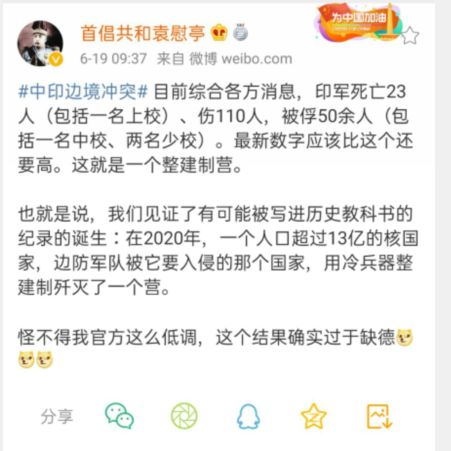 首倡共和袁慰亭
为中国加油
6-19 09:37 来自 微博 weibo.com
#中印边境冲突# 目前综合各方消息，印军死亡23
人（包括一名上校）、伤110人，被俘50余人（包
括一名中校、两名少校）。最新数字应该比这个还
要高。这就是一个整建制营。
也就是说，我们见证了有可能被写进历史教科书的
纪录的诞生：在2020年，一个人口超过13亿的核国
家，边防军队被它要入侵的那个国家，用冷兵器整
建制歼灭了一个营。
怪不得我官方这么低调，这个结果确实过于缺德
分享